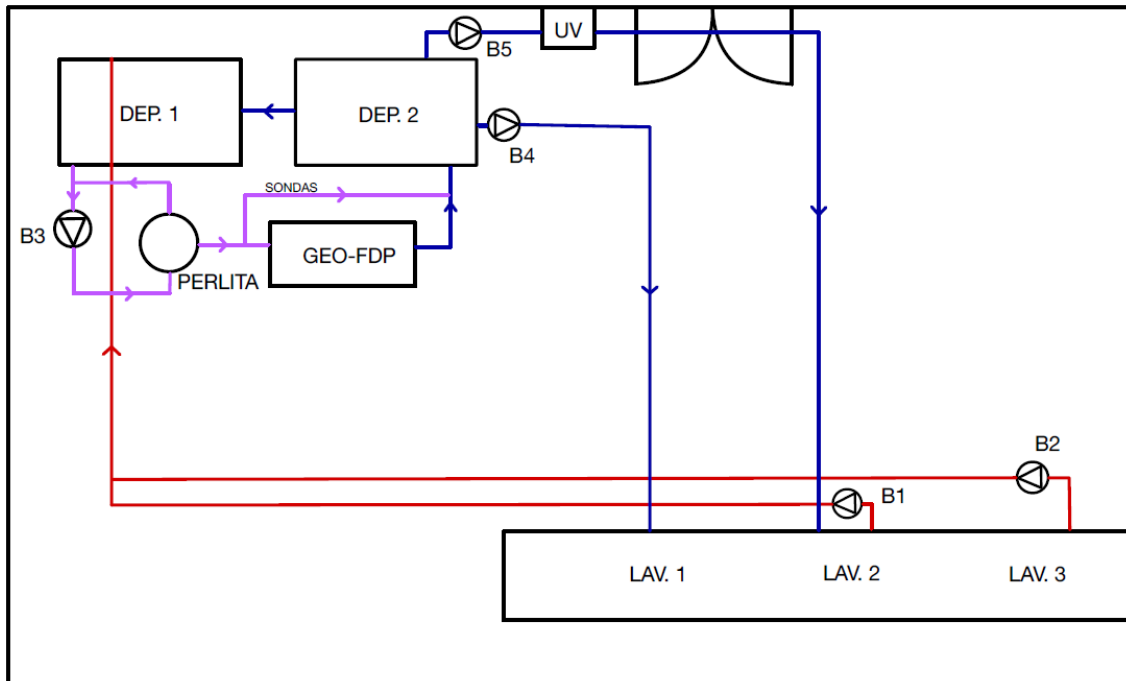 UV
B5
DEP. 1
DEP. 2
B4
SONDAS
B3
GEO-FDP
PERLITA
B2
B1
LAV. 1
LAV. 2
LAV. 3